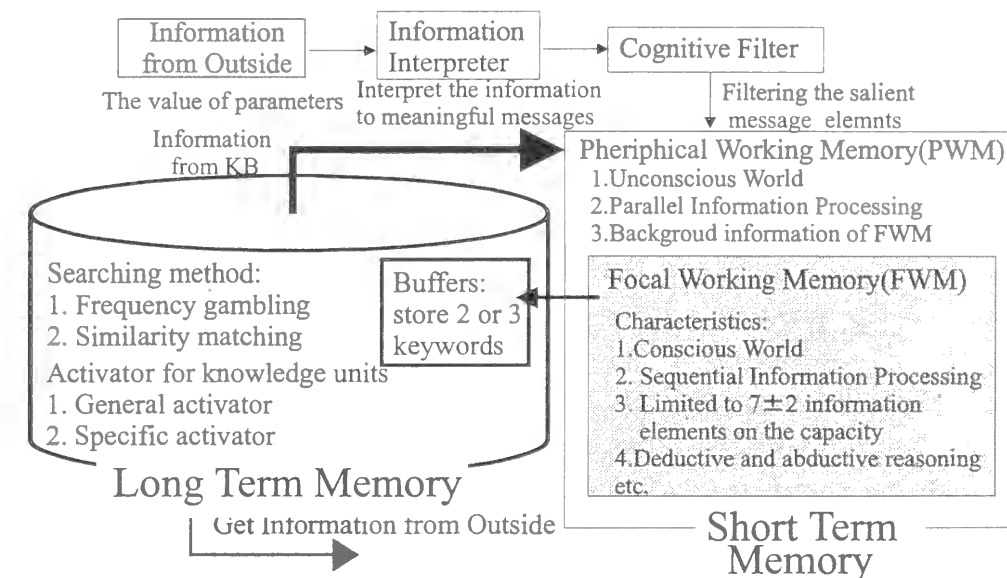 Information
from Outside
Information
Interpreter
Cognitive Filter
The value of parameters
Interpret the information
to meaningful messages
Filtering the salient
message elemnts
Information
from KB
Pheriphical Working Memory(PWM)
1.Unconscious World
2.Parallel Information Processing
3.Backgroud information of FWM
Searching method:
1. Frequency gambling
2. Similarity matching
Activator for knowledge units
1. General activator
2. Specific activator
Buffers:
store 2 or 3
keywords
Focal Working Memory(FWM)
Characteristics:
1.Conscious World
2. Sequential Information Processing
3. Limited to 7±2 information
elements on the capacity
4.Deductive and abductive reasoning
etc.
Long Term Memory
Get Information from Outside
Short Term
Memory